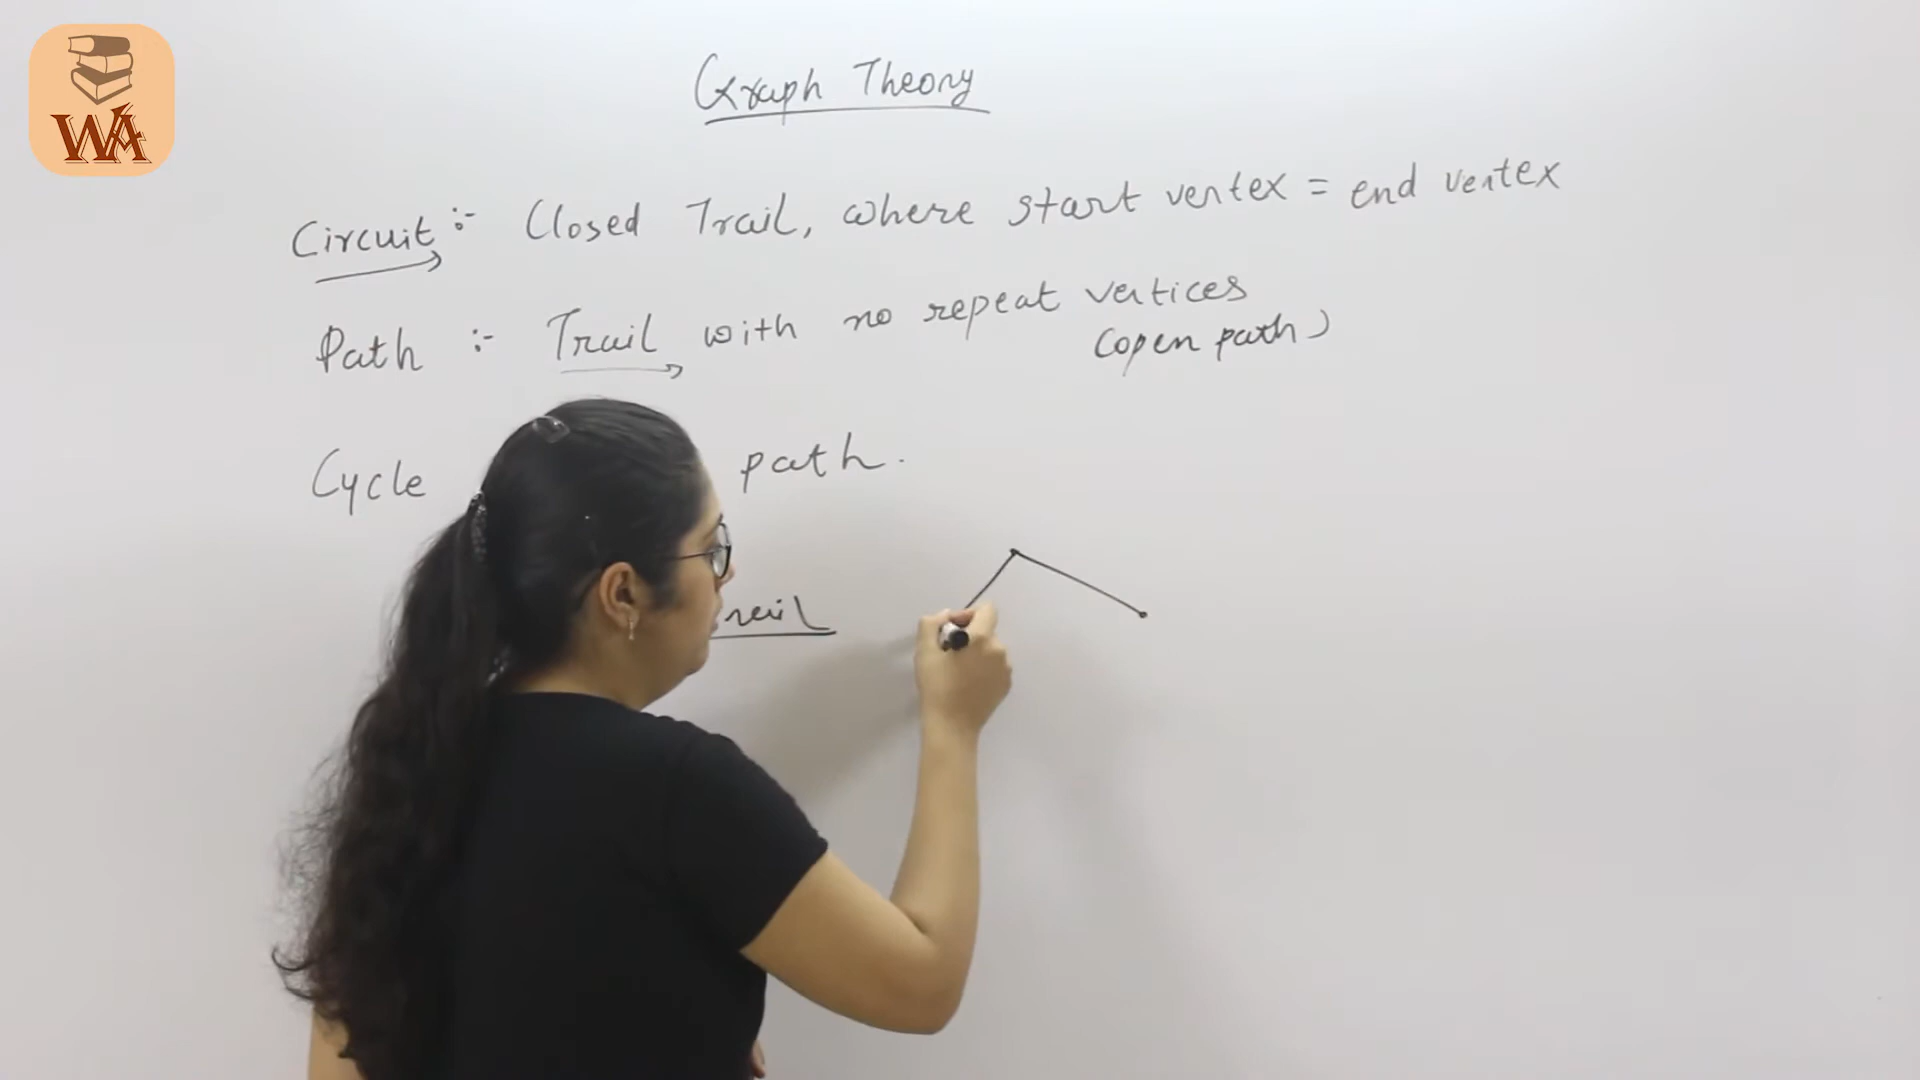 WA
Graph Theory
Circuit :- Closed Trail, where start vertex = end vertex
Path :- Trail with no repeat vertices
(open path)
Cycle path.